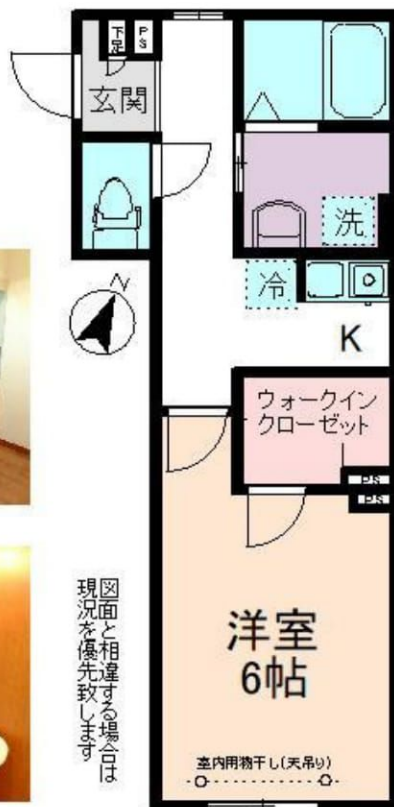 下足
PS
玄関
洗
冷
K
N
ウォークイン
クローゼット
PS
PS
洋室
6帖
室内用物干し(天吊り)
図面と相違する場合は
現況を優先致します